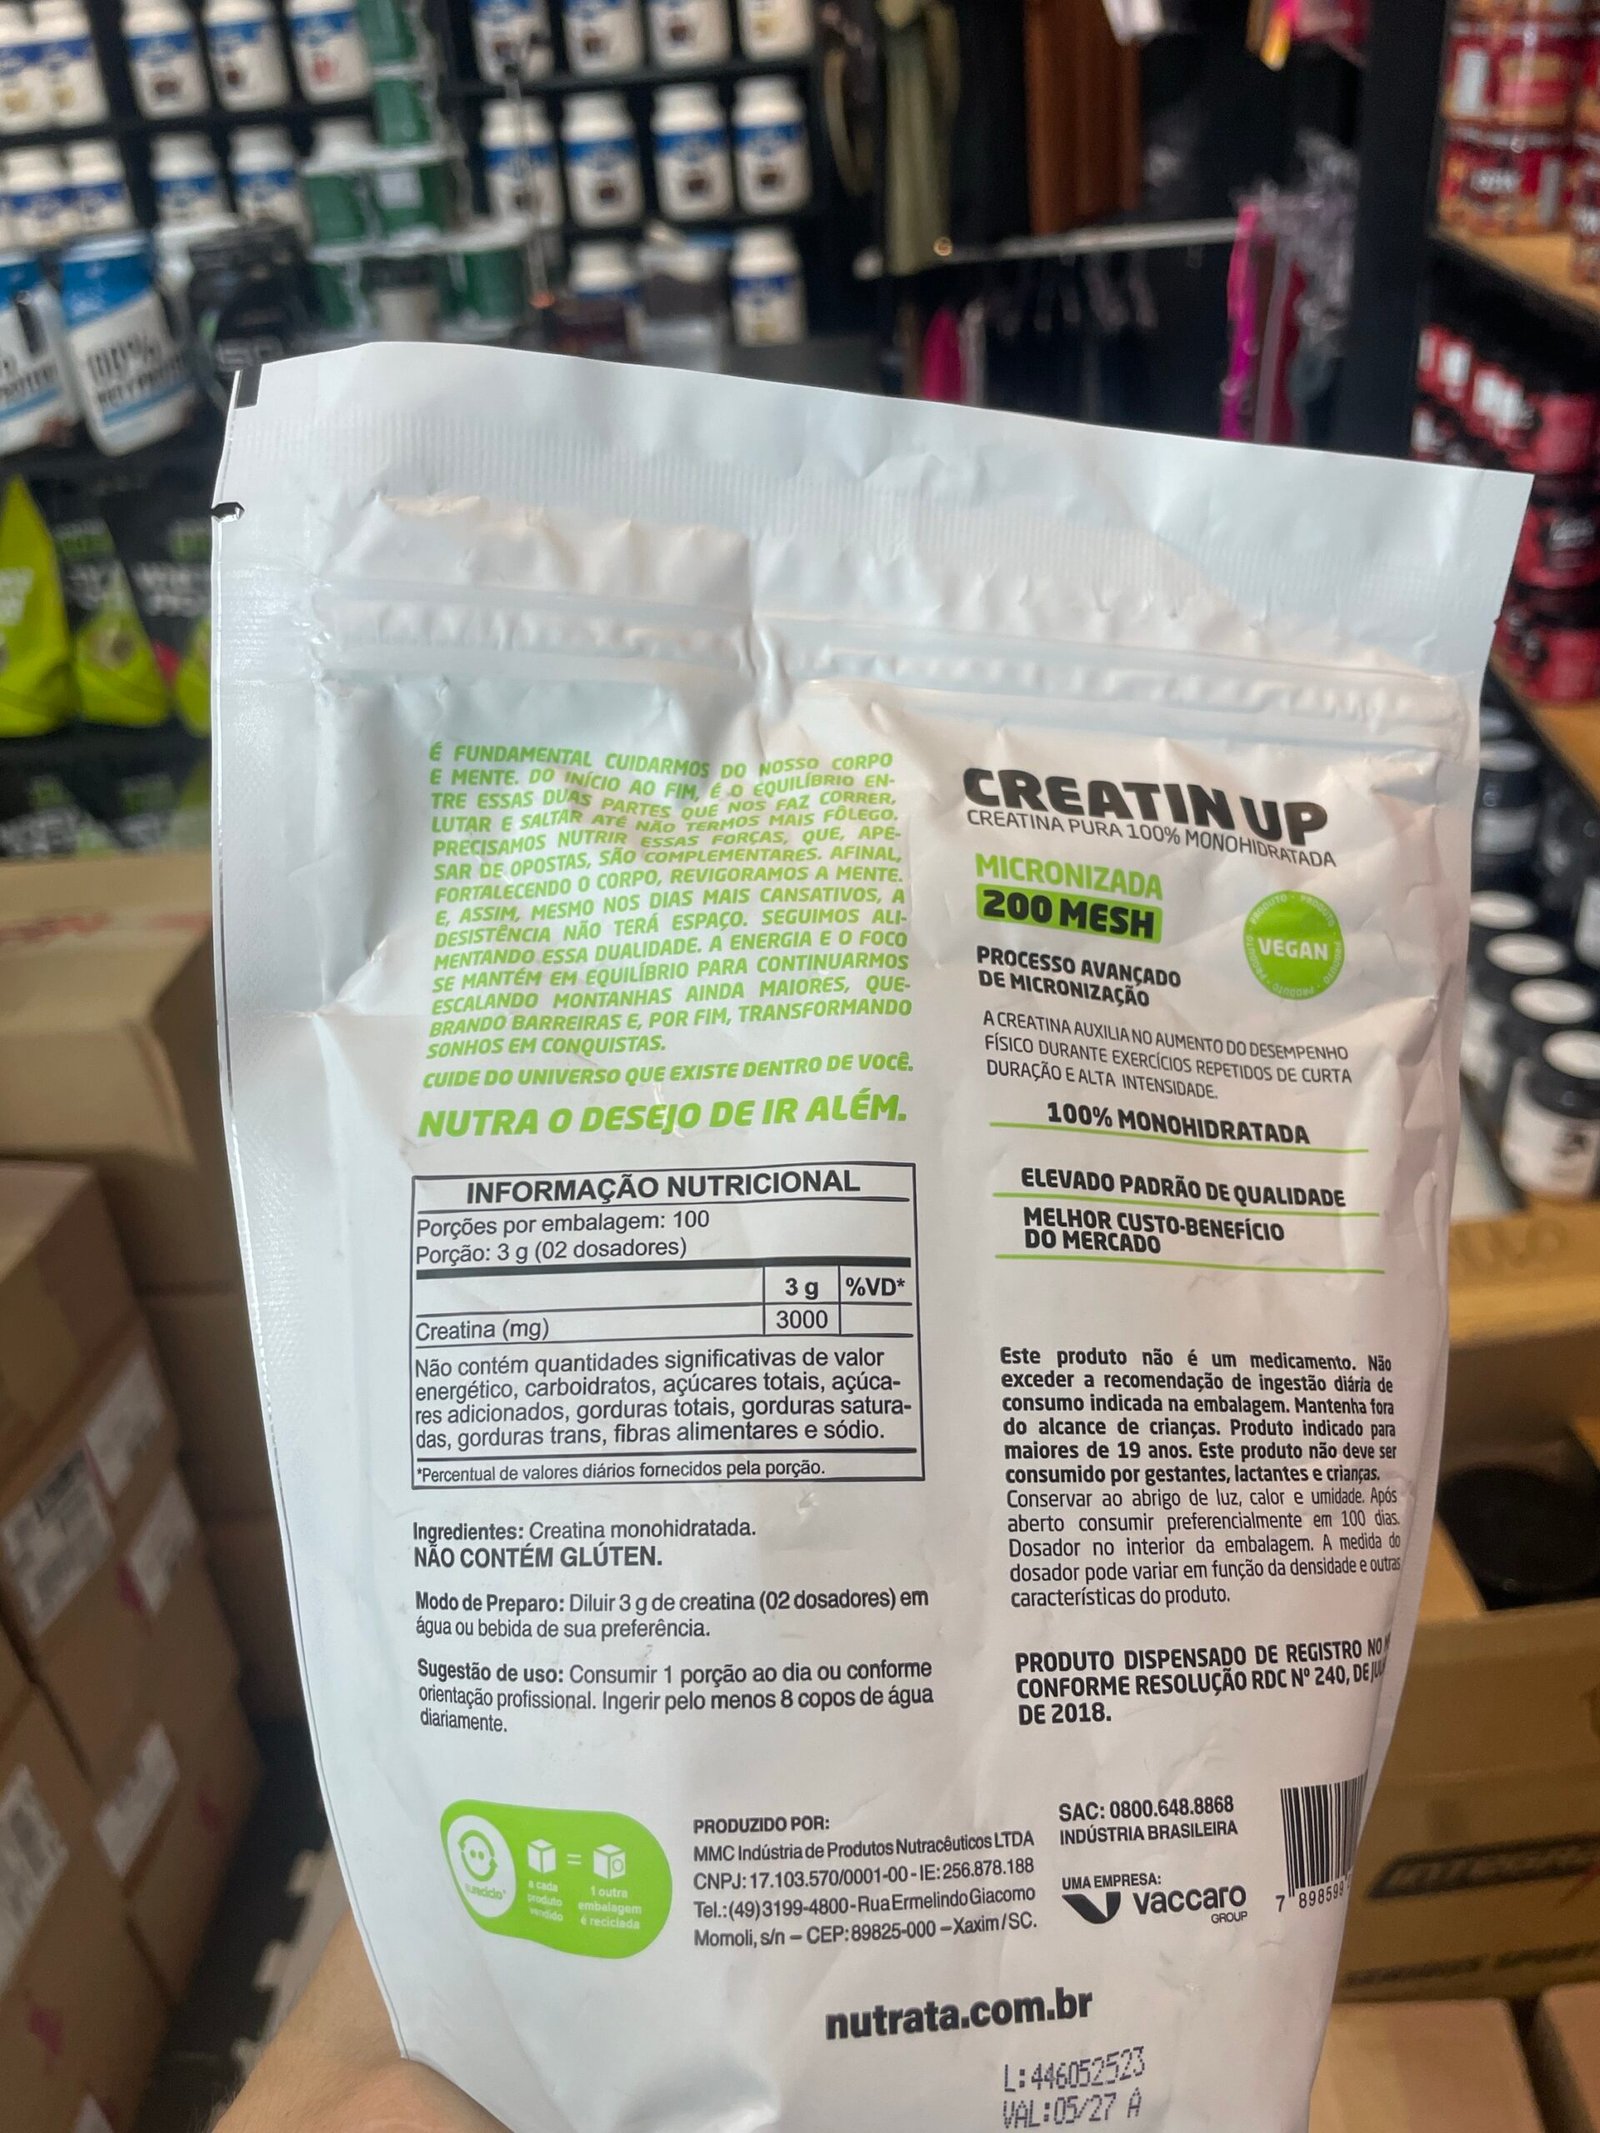 É FUNDAMENTAL CUIDARMOS DO NOSSO CORPO
E MENTE. DO INÍCIO AO FIM, É O EQUILÍBRIO EN-
TRE ESSAS DUAS PARTES QUE NOS FAZ CORRER,
LUTAR E SALTAR ATÉ NÃO TERMOS MAIS FÔLEGO.
PRECISAMOS NUTRIR ESSAS FORÇAS, QUE, APE-
SAR DE OPOSTAS, SÃO COMPLEMENTARES. AFINAL,
FORTALECENDO O CORPO, REVIGORAMOS A MENTE.
E, ASSIM, MESMO NOS DIAS MAIS CANSATIVOS, A
DESISTÊNCIA NÃO TERÁ ESPAÇO. SEGUIMOS ALI-
MENTANDO ESSA DUALIDADE. A ENERGIA E O FOCO
SE MANTÉM EM EQUILÍBRIO PARA CONTINUARMOS
ESCALANDO MONTANHAS AINDA MAIORES, QUE-
BRANDO BARREIRAS E, POR FIM, TRANSFORMANDO
SONHOS EM CONQUISTAS.
CUIDE DO UNIVERSO QUE EXISTE DENTRO DE VOCÊ.
NUTRA O DESEJO DE IR ALÉM.
INFORMAÇÃO NUTRICIONAL
Porções por embalagem: 100
Porção: 3 g (02 dosadores)
3 g %VD*
Creatina (mg) 3000
Não contém quantidades significativas de valor
energético, carboidratos, açúcares totais, açúca-
res adicionados, gorduras totais, gorduras satura-
das, gorduras trans, fibras alimentares e sódio.
*Percentual de valores diários fornecidos pela porção.
Ingredientes: Creatina monohidratada.
NÃO CONTÉM GLÚTEN.
Modo de Preparo: Diluir 3 g de creatina (02 dosadores) em
água ou bebida de sua preferência.
Sugestão de uso: Consumir 1 porção ao dia ou conforme
orientação profissional. Ingerir pelo menos 8 copos de água
diariamente.
CREATIN UP
CREATINA PURA 100% MONOHIDRATADA
MICRONIZADA
200 MESH
PRODUTO · PRODUTO · PRODUTO · PRODUTO
VEGAN
PROCESSO AVANÇADO
DE MICRONIZAÇÃO
A CREATINA AUXILIA NO AUMENTO DO DESEMPENHO
FÍSICO DURANTE EXERCÍCIOS REPETIDOS DE CURTA
DURAÇÃO E ALTA INTENSIDADE.
100% MONOHIDRATADA
ELEVADO PADRÃO DE QUALIDADE
MELHOR CUSTO-BENEFÍCIO
DO MERCADO
Este produto não é um medicamento. Não
exceder a recomendação de ingestão diária de
consumo indicada na embalagem. Mantenha fora
do alcance de crianças. Produto indicado para
maiores de 19 anos. Este produto não deve ser
consumido por gestantes, lactantes e crianças.
Conservar ao abrigo de luz, calor e umidade. Após
aberto consumir preferencialmente em 100 dias.
Dosador no interior da embalagem. A medida do
dosador pode variar em função da densidade e outras
características do produto.
PRODUTO DISPENSADO DE REGISTRO NO
CONFORME RESOLUÇÃO RDC Nº 240, DE
DE 2018.
eureciclo
a cada
produto
vendido
=
1 outra
embalagem
é reciclada
PRODUZIDO POR:
MMC Indústria de Produtos Nutracêuticos LTDA
CNPJ: 17.103.570/0001-00 - IE: 256.878.188
Tel.: (49) 3199-4800 - Rua Ermelindo Giacomo
Momoli, s/n – CEP: 89825-000 – Xaxim / SC.
SAC: 0800.648.8868
INDÚSTRIA BRASILEIRA
UMA EMPRESA:
vaccaro
GROUP
7 898599
nutrata.com.br
L:446052523
VAL:05/27 A